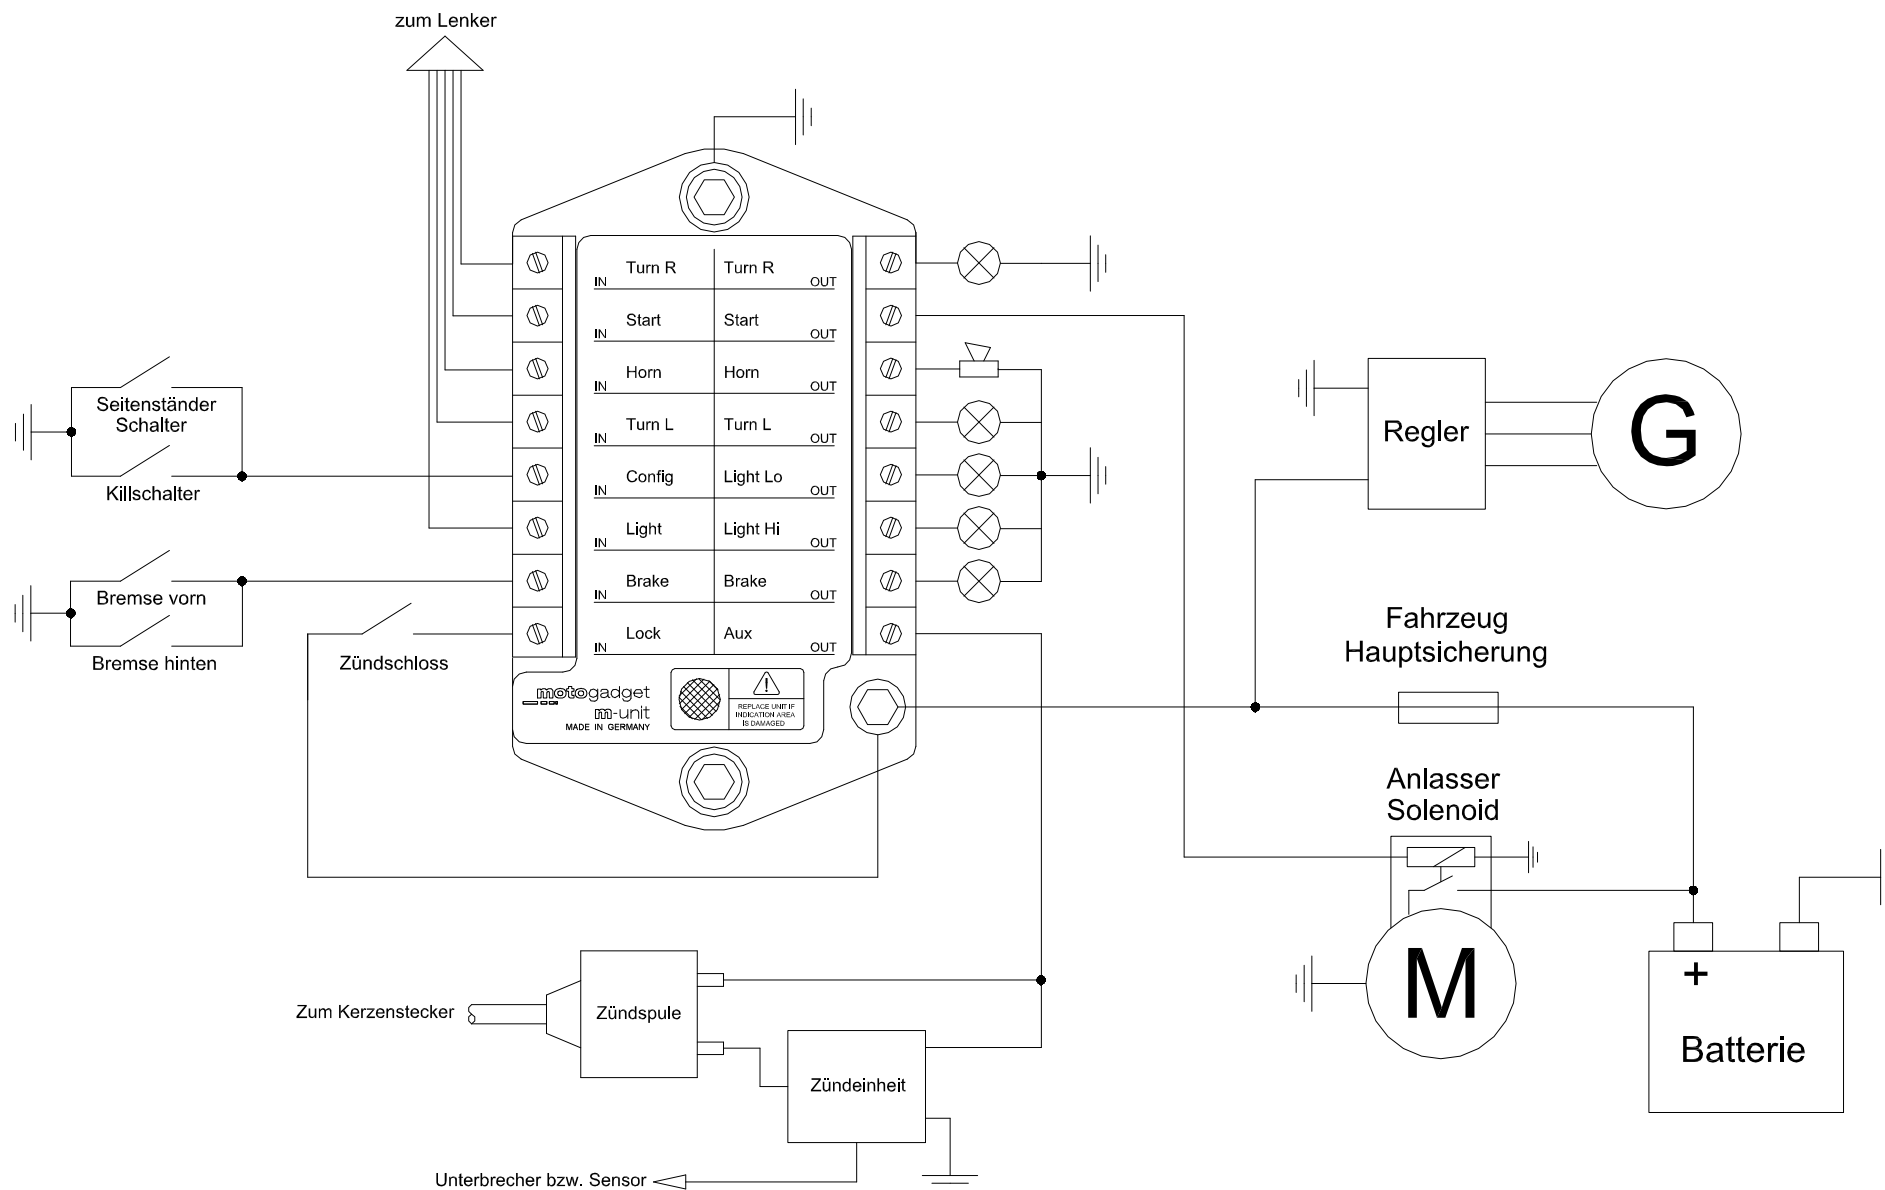 zum Lenker
IN Turn R Turn R OUT
IN Start Start OUT
IN Horn Horn OUT
IN Turn L Turn L OUT
IN Config Light Lo OUT
IN Light Light Hi OUT
IN Brake Brake OUT
IN Lock Aux OUT
motogadget
m-unit
MADE IN GERMANY
REPLACE UNIT IF
INDICATION AREA
IS DAMAGED
Seitenständer
Schalter
Killschalter
Bremse vorn
Bremse hinten
Zündschloss
Regler
G
Fahrzeug
Hauptsicherung
Anlasser
Solenoid
M
+
Batterie
Zum Kerzenstecker
Zündspule
Zündeinheit
Unterbrecher bzw. Sensor